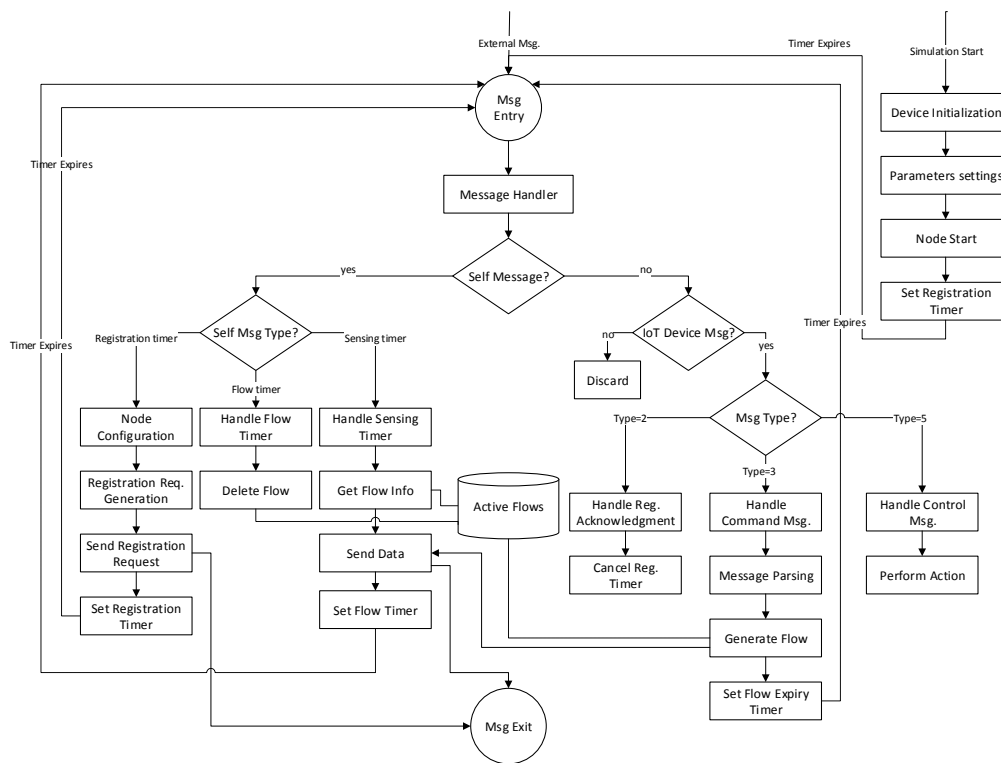 External Msg.
Timer Expires
Simulation Start
Msg
Entry
Device Initialization
Timer Expires
Message Handler
Parameters settings
Node Start
Self Message?
yes
no
Set Registration
Timer
Timer Expires
Self Msg Type?
IoT Device Msg?
Timer Expires
Registration timer
Sensing timer
no
yes
Discard
Flow timer
Node
Configuration
Handle Flow
Timer
Handle Sensing
Timer
Msg Type?
Type=2
Type=5
Type=3
Registration Req.
Generation
Delete Flow
Get Flow Info
Active Flows
Handle Reg.
Acknowledgment
Handle
Command Msg.
Handle Control
Msg.
Send Registration
Request
Send Data
Cancel Reg.
Timer
Message Parsing
Perform Action
Set Registration
Timer
Set Flow Timer
Generate Flow
Set Flow Expiry
Timer
Msg Exit